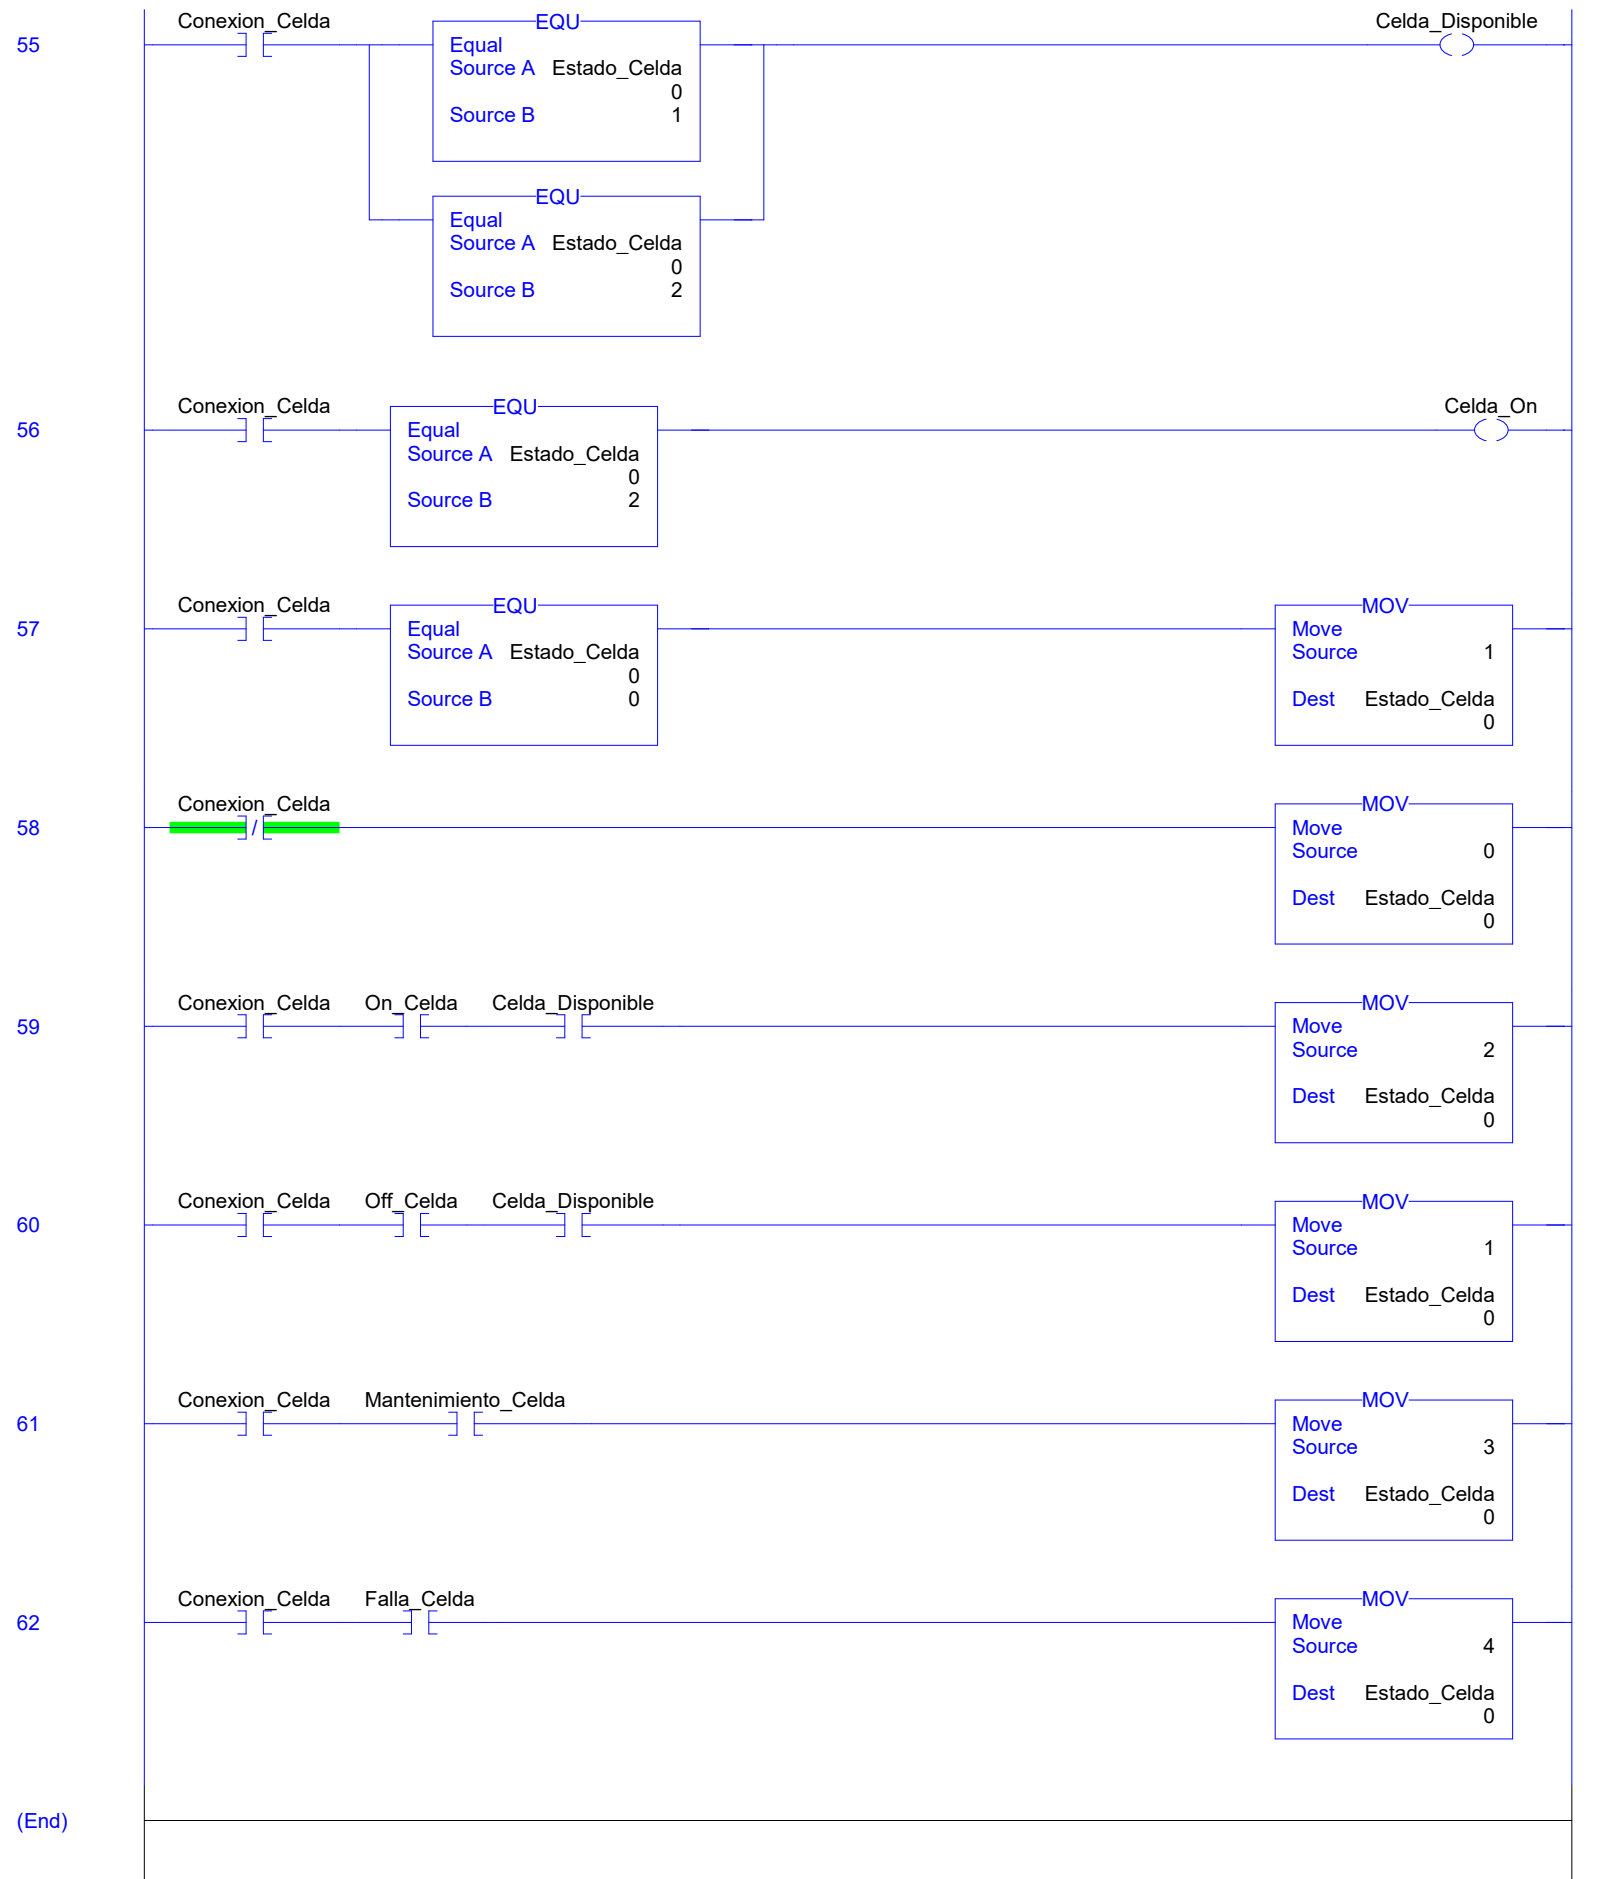 Conexion_Celda
EQU
Celda_Disponible
55
Equal
Source A Estado_Celda
0
Source B 1
EQU
Equal
Source A Estado_Celda
0
Source B 2
Conexion_Celda
EQU
Celda_On
56
Equal
Source A Estado_Celda
0
Source B 2
Conexion_Celda
EQU
MOV
57
Equal
Source A Estado_Celda
0
Source B 0
Move
Source 1
Dest Estado_Celda
0
Conexion_Celda
MOV
58
/
Move
Source 0
Dest Estado_Celda
0
Conexion_Celda On_Celda Celda_Disponible
MOV
59
Move
Source 2
Dest Estado_Celda
0
Conexion_Celda Off_Celda Celda_Disponible
MOV
60
Move
Source 1
Dest Estado_Celda
0
Conexion_Celda Mantenimiento_Celda
MOV
61
Move
Source 3
Dest Estado_Celda
0
Conexion_Celda Falla_Celda
MOV
62
Move
Source 4
Dest Estado_Celda
0
(End)